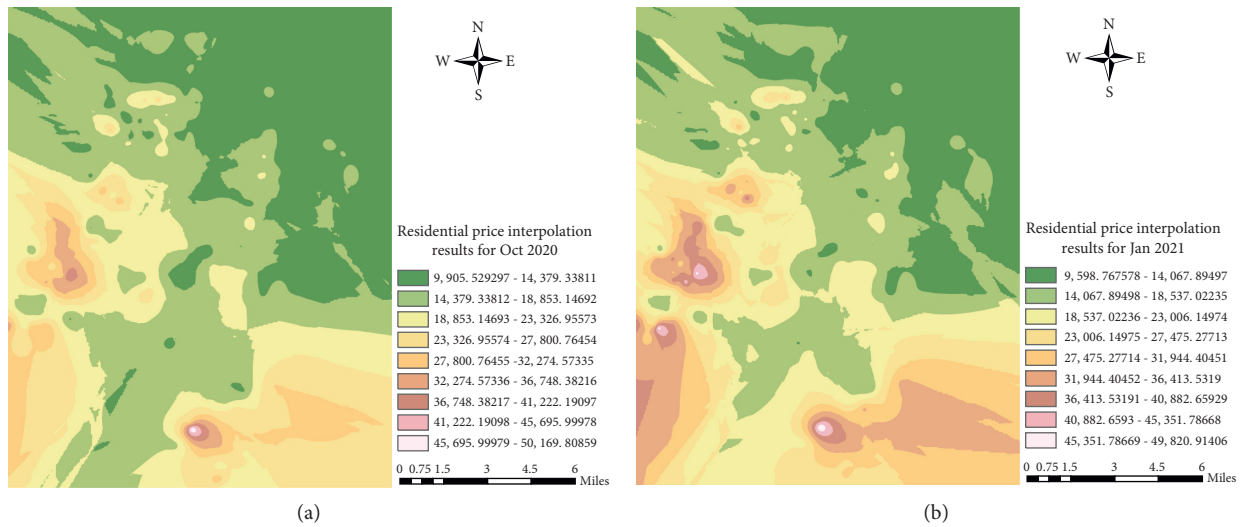 N
W E
S
Residential price interpolation
results for Oct 2020
9, 905. 529297 - 14, 379. 33811
14, 379. 33812 - 18, 853. 14692
18, 853. 14693 - 23, 326. 95573
23, 326. 95574 - 27, 800. 76454
27, 800. 76455 -32, 274. 57335
32, 274. 57336 - 36, 748. 38216
36, 748. 38217 - 41, 222. 19097
41, 222. 19098 - 45, 695. 99978
45, 695. 99979 - 50, 169. 80859
0 0.75 1.5 3 4.5 6
Miles
(a)
N
W E
S
Residential price interpolation
results for Jan 2021
9, 598. 767578 - 14, 067. 89497
14, 067. 89498 - 18, 537. 02235
18, 537. 02236 - 23, 006. 14974
23, 006. 14975 - 27, 475. 27713
27, 475. 27714 - 31, 944. 40451
31, 944. 40452 - 36, 413. 5319
36, 413. 53191 - 40, 882. 65929
40, 882. 6593 - 45, 351. 78668
45, 351. 78669 - 49, 820. 91406
0 0.75 1.5 3 4.5 6
Miles
(b)